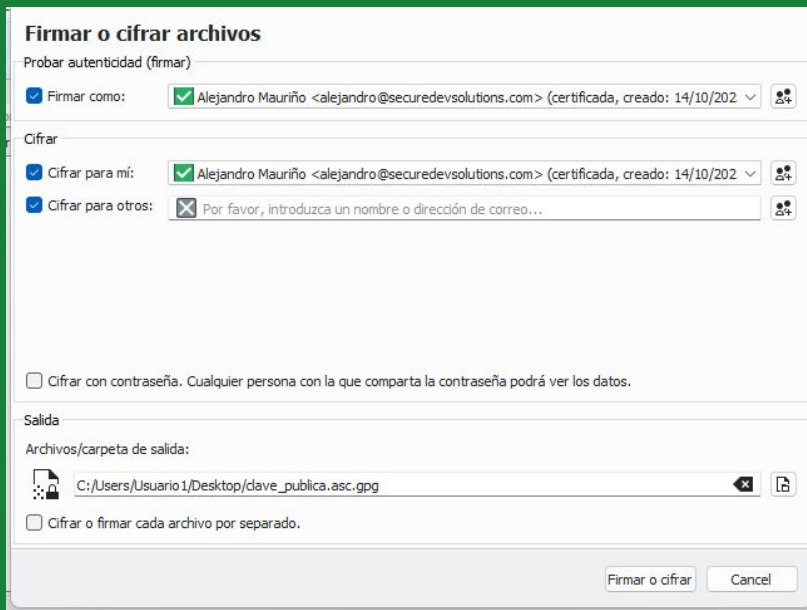 Firmar o cifrar archivos
Probar autenticidad (firmar)
Firmar como:
Alejandro Mauriño <alejandro@securedevsolutions.com> (certificada, creado: 14/10/202
Cifrar
Cifrar para mí:
Alejandro Mauriño <alejandro@securedevsolutions.com> (certificada, creado: 14/10/202
Cifrar para otros:
Por favor, introduzca un nombre o dirección de correo...
Cifrar con contraseña. Cualquier persona con la que comparta la contraseña podrá ver los datos.
Salida
Archivos/carpeta de salida:
C:/Users/Usuario1/Desktop/clave_publica.asc.gpg
Cifrar o firmar cada archivo por separado.
Firmar o cifrar
Cancel